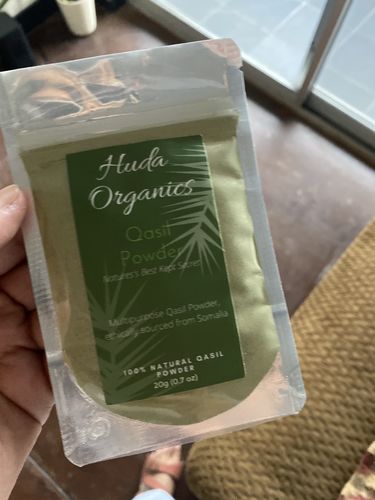 Huda
Organics
Qasil
Powder
Natures's Best Kept Secret
Multipurpose Qasil Powder,
ethically sourced from Somalia
100% NATURAL QASIL
POWDER
20g (0.7 oz)